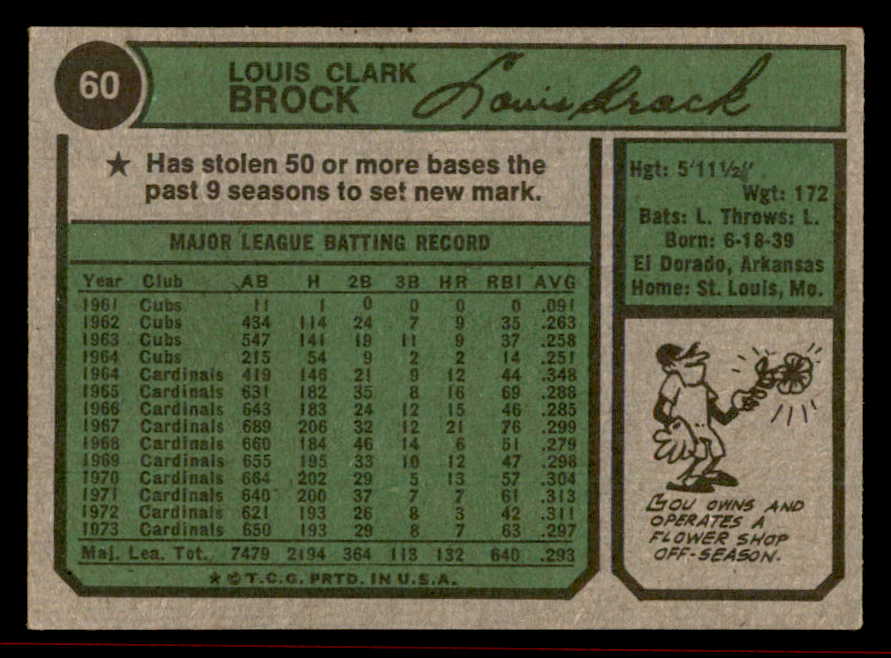 60
LOUIS CLARK
BROCK
Louis Brock
★ Has stolen 50 or more bases the
past 9 seasons to set new mark.
MAJOR LEAGUE BATTING RECORD
Year Club AB H 2B 3B HR RBI AVG
1961 Cubs 11 1 0 0 0 0 .091
1962 Cubs 434 114 24 7 9 35 .263
1963 Cubs 547 141 19 11 9 37 .258
1964 Cubs 215 54 9 2 2 14 .251
1964 Cardinals 419 146 21 9 12 44 .348
1965 Cardinals 631 182 35 8 16 69 .288
1966 Cardinals 643 183 24 12 15 46 .285
1967 Cardinals 689 206 32 12 21 76 .299
1968 Cardinals 660 184 46 14 6 51 .279
1969 Cardinals 655 195 33 10 12 47 .298
1970 Cardinals 664 202 29 5 13 57 .304
1971 Cardinals 640 200 37 7 7 61 .313
1972 Cardinals 621 193 26 8 3 42 .311
1973 Cardinals 650 193 29 8 7 63 .297
Maj. Lea. Tot. 7479 2194 364 113 132 640 .293
★ © T.C.G. PRTD. IN U.S.A.
Hgt: 5'11½"
Wgt: 172
Bats: L. Throws: L.
Born: 6-18-39
El Dorado, Arkansas
Home: St. Louis, Mo.
LOU OWNS AND
OPERATES A
FLOWER SHOP
OFF-SEASON.